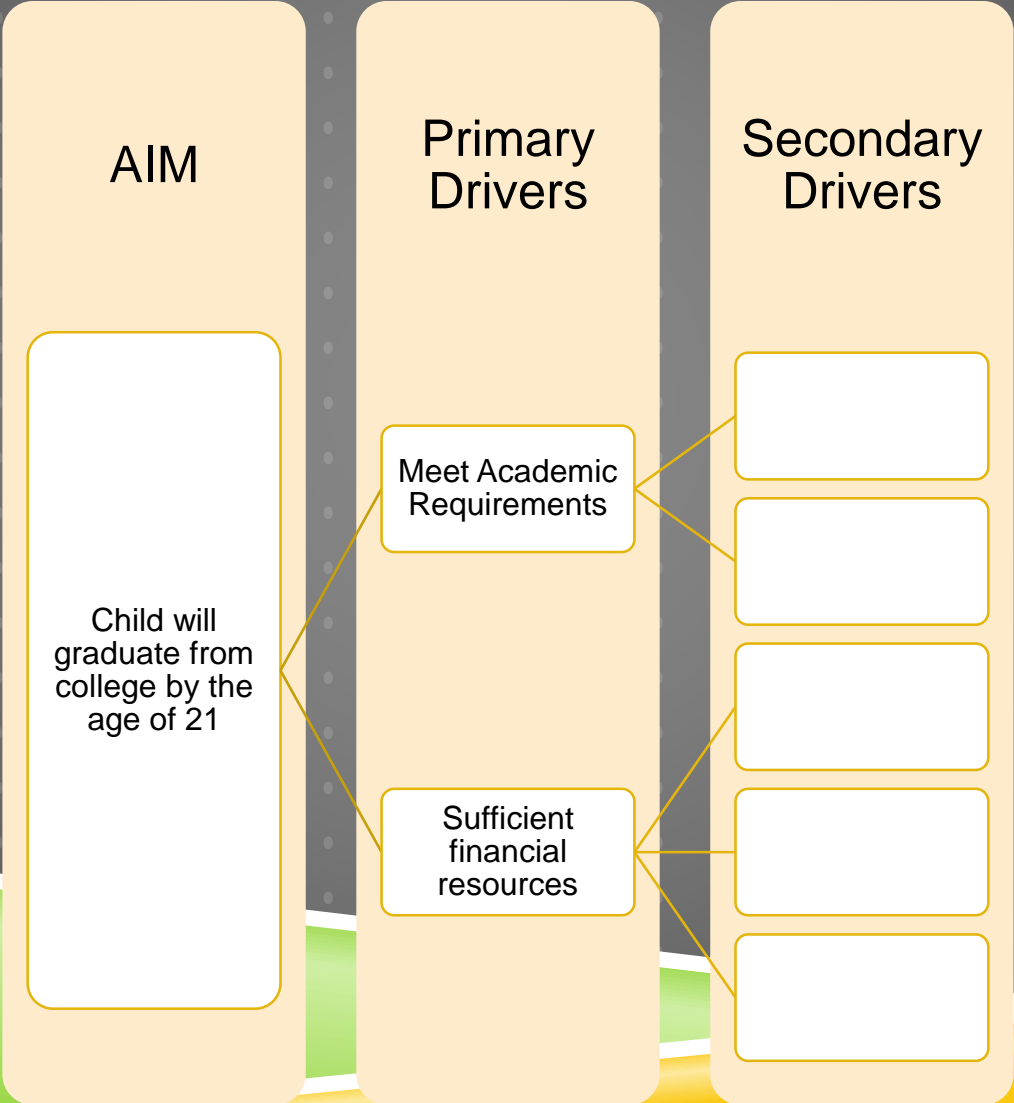 AIM
Primary
Drivers
Secondary
Drivers
Child will
graduate from
college by the
age of 21
Meet Academic
Requirements
Sufficient
financial
resources